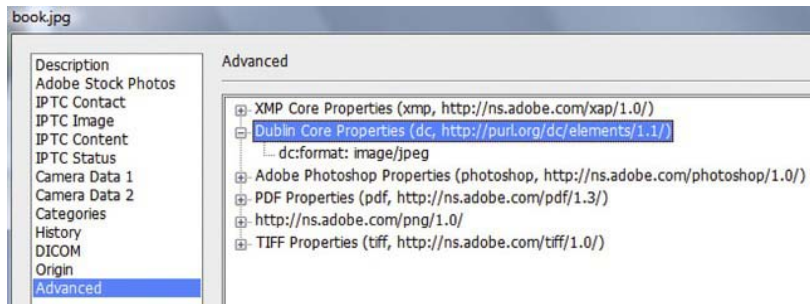 book.jpg
Description
Adobe Stock Photos
IPTC Contact
IPTC Image
IPTC Content
IPTC Status
Camera Data 1
Camera Data 2
Categories
History
DICOM
Origin
Advanced
Advanced
XMP Core Properties (xmp, http://ns.adobe.com/xap/1.0/)
Dublin Core Properties (dc, http://purl.org/dc/elements/1.1/)
dc:format: image/jpeg
Adobe Photoshop Properties (photoshop, http://ns.adobe.com/photoshop/1.0/)
PDF Properties (pdf, http://ns.adobe.com/pdf/1.3/)
http://ns.adobe.com/png/1.0/
TIFF Properties (tiff, http://ns.adobe.com/tiff/1.0/)